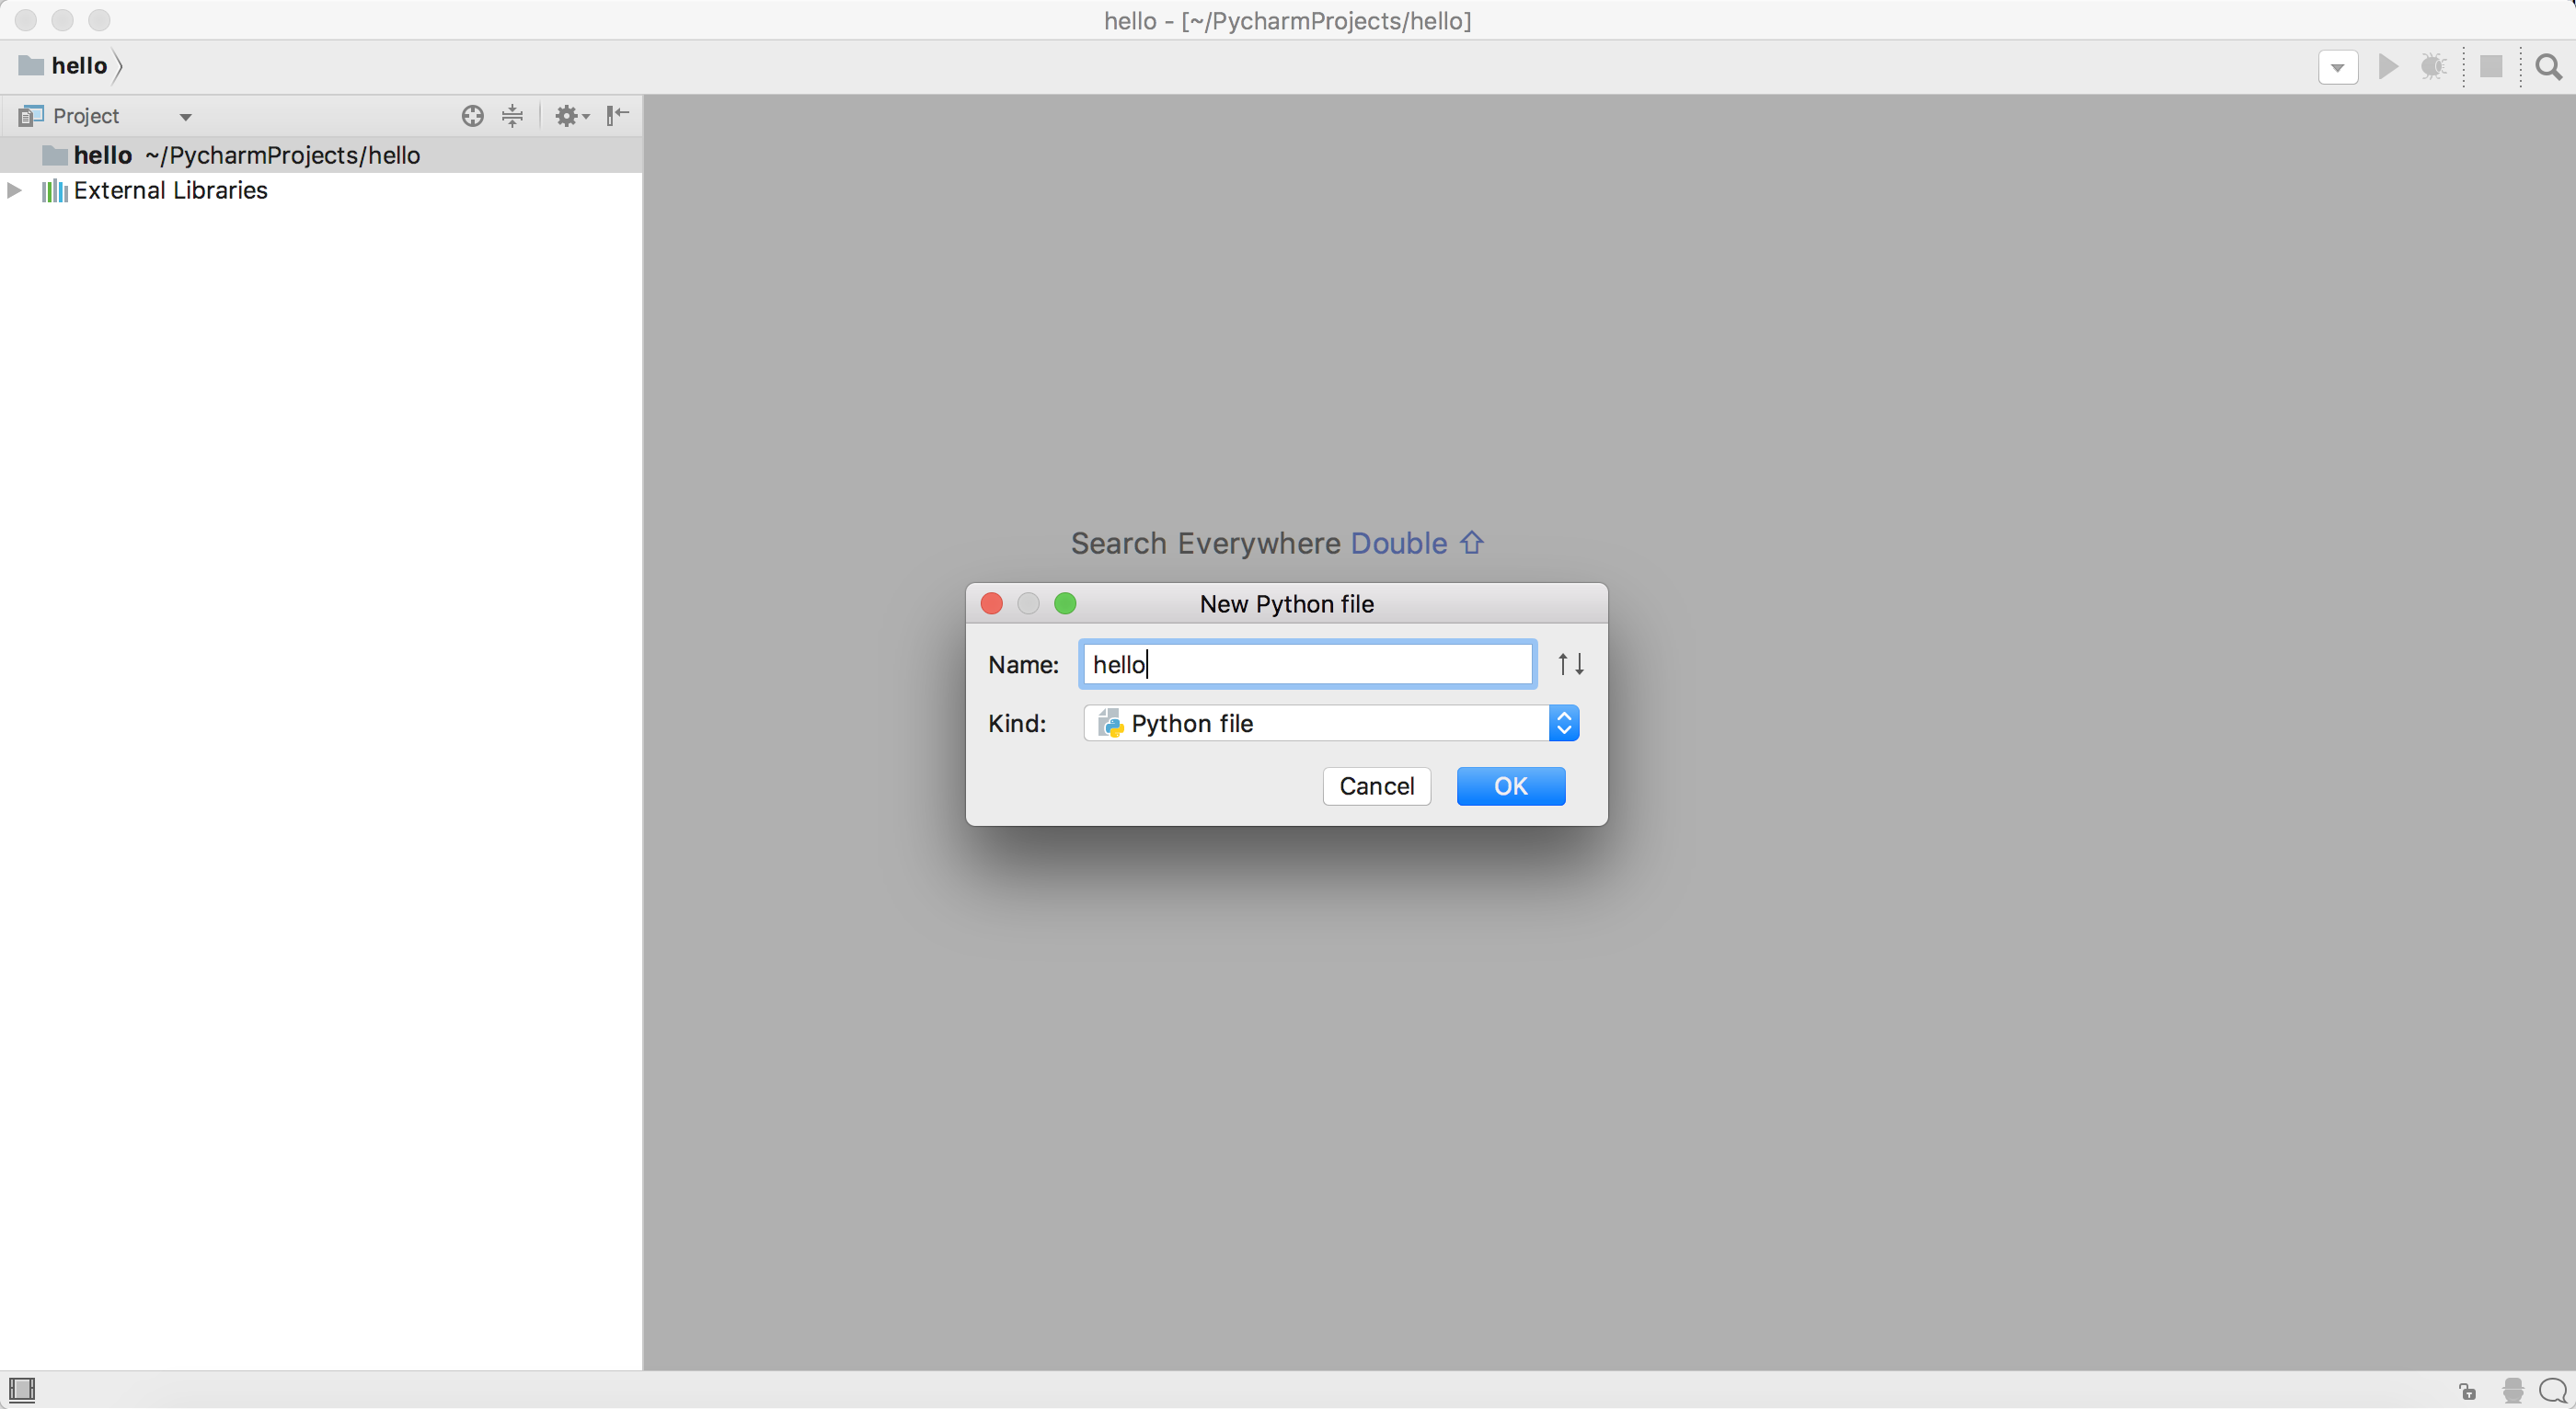 hello - [~/PycharmProjects/hello]
hello
Project
hello ~/PycharmProjects/hello
External Libraries
Search Everywhere Double ⇧
New Python file
Name: hello
Kind: Python file
Cancel OK